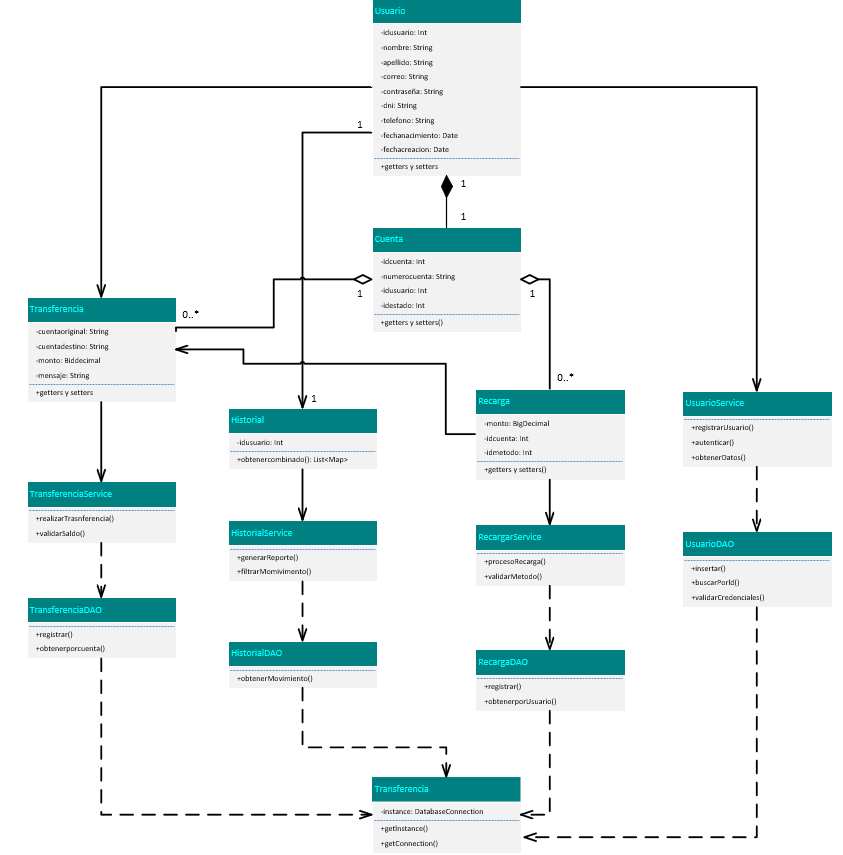 Usuario
-idusuario: Int
-nombre: String
-apellido: String
-correo: String
-contraseña: String
-dni: String
-telefono: String
-fechanacimiento: Date
-fechacreacion: Date
+getters y setters
1
1
1
Cuenta
-idcuenta: Int
-numerocuenta: String
-idusuario: Int
-idestado: Int
+getters y setters()
1
1
0..*
Transferencia
-cuentaoriginal: String
-cuentadestino: String
-monto: Biddecimal
-mensaje: String
+getters y setters
0..*
1
Historial
-idusuario: Int
+obtenercombinado(): List<Map>
Recarga
-monto: BigDecimal
-idcuenta: Int
-idmetodo: Int
+getters y setters()
UsuarioService
+registrarUsuario()
+autenticar()
+obtenerDatos()
TransferenciaService
+realizarTrasnferencia()
+validarSaldo()
HistorialService
+generarReporte()
+filtrarMomivimento()
RecargarService
+procesoRecarga()
+validarMetodo()
UsuarioDAO
+insertar()
+buscarPorId()
+validarCredenciales()
TransferenciaDAO
+registrar()
+obtenerporcuenta()
HistorialDAO
+obtenerMovimiento()
RecargaDAO
+registrar()
+obtenerporUsuario()
Transferencia
-instance: DatabaseConnection
+getInstance()
+getConnection()